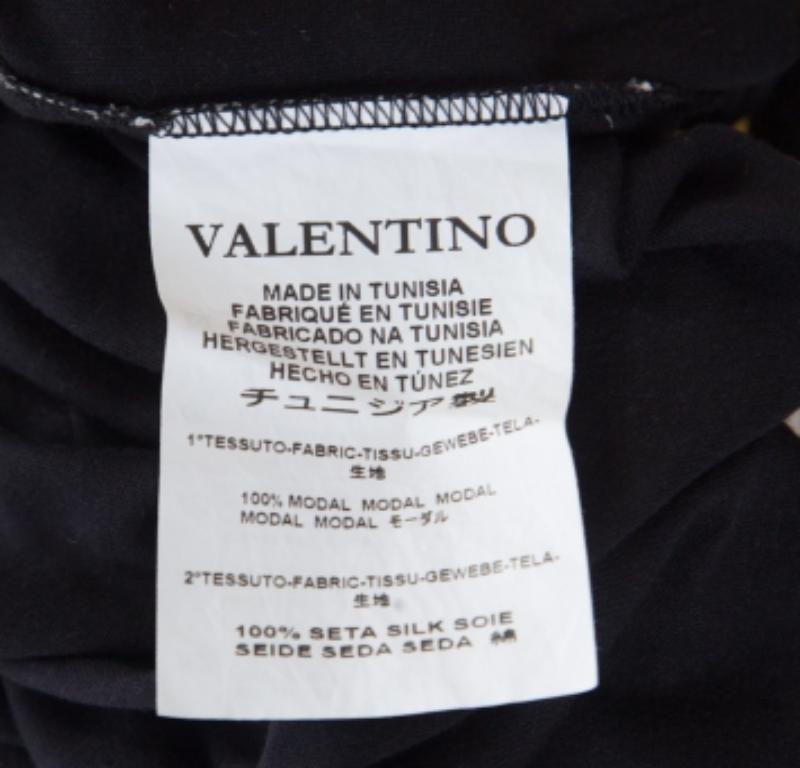 VALENTINO
MADE IN TUNISIA
FABRIQUÉ EN TUNISIE
FABRICADO NA TUNISIA
HERGESTELLT EN TUNESIEN
HECHO EN TÚNEZ
チュニジア製
1°TESSUTO-FABRIC-TISSU-GEWEBE-TELA-
生地
100% MODAL MODAL MODAL
MODAL MODAL モーダル
2°TESSUTO-FABRIC-TISSU-GEWEBE-TELA-
生地
100% SETA SILK SOIE
SEIDE SEDA SEDA